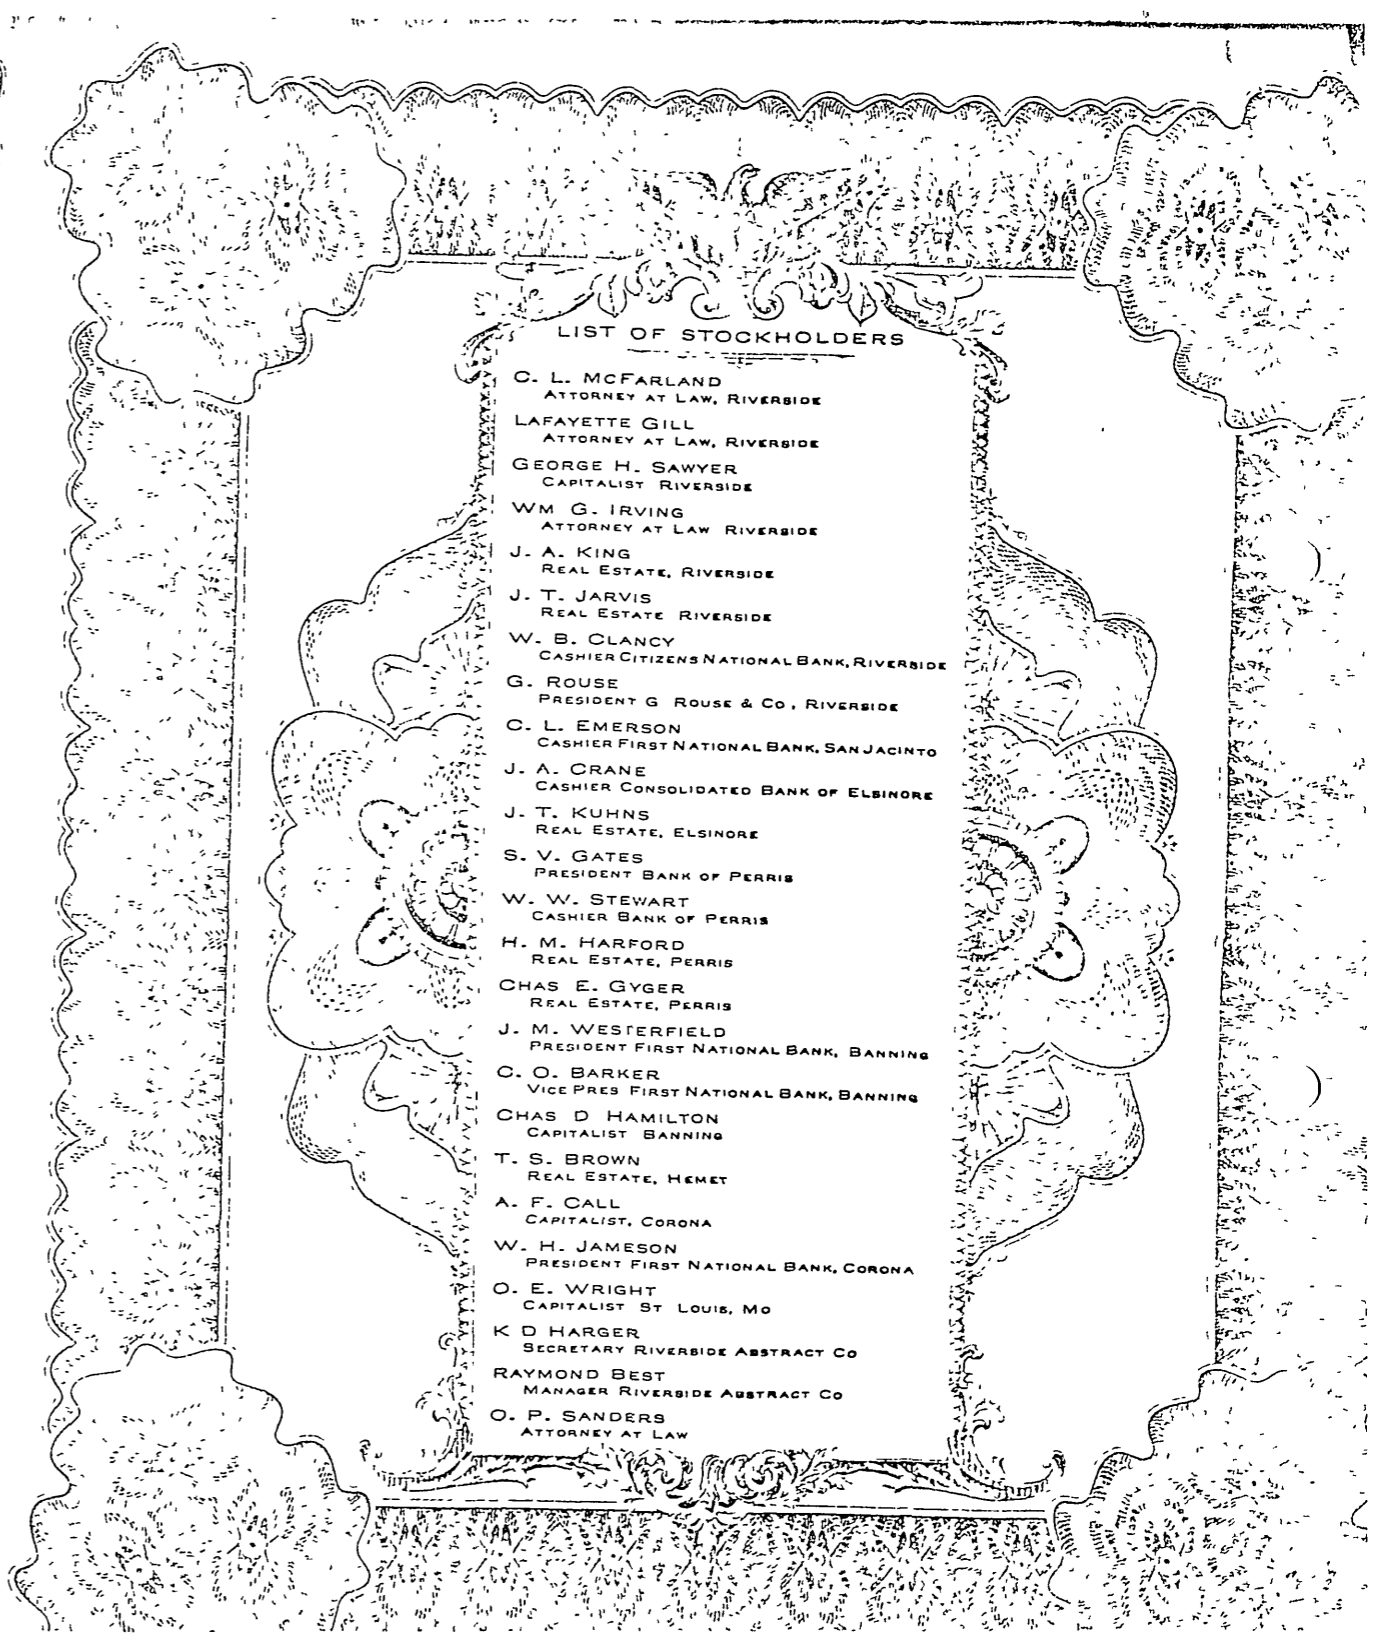 LIST OF STOCKHOLDERS
C. L. MCFARLAND
ATTORNEY AT LAW, RIVERSIDE
LAFAYETTE GILL
ATTORNEY AT LAW, RIVERSIDE
GEORGE H. SAWYER
CAPITALIST RIVERSIDE
WM G. IRVING
ATTORNEY AT LAW RIVERSIDE
J. A. KING
REAL ESTATE, RIVERSIDE
J. T. JARVIS
REAL ESTATE RIVERSIDE
W. B. CLANCY
CASHIER CITIZENS NATIONAL BANK, RIVERSIDE
G. ROUSE
PRESIDENT G ROUSE & CO, RIVERSIDE
C. L. EMERSON
CASHIER FIRST NATIONAL BANK, SAN JACINTO
J. A. CRANE
CASHIER CONSOLIDATED BANK OF ELSINORE
J. T. KUHNS
REAL ESTATE, ELSINORE
S. V. GATES
PRESIDENT BANK OF PERRIS
W. W. STEWART
CASHIER BANK OF PERRIS
H. M. HARFORD
REAL ESTATE, PERRIS
CHAS E. GYGER
REAL ESTATE, PERRIS
J. M. WESTERFIELD
PRESIDENT FIRST NATIONAL BANK, BANNING
C. O. BARKER
VICE PRES FIRST NATIONAL BANK, BANNING
CHAS D HAMILTON
CAPITALIST BANNING
T. S. BROWN
REAL ESTATE, HEMET
A. F. CALL
CAPITALIST, CORONA
W. H. JAMESON
PRESIDENT FIRST NATIONAL BANK, CORONA
O. E. WRIGHT
CAPITALIST ST LOUIS, MO
K D HARGER
SECRETARY RIVERSIDE ABSTRACT CO
RAYMOND BEST
MANAGER RIVERSIDE ABSTRACT CO
O. P. SANDERS
ATTORNEY AT LAW